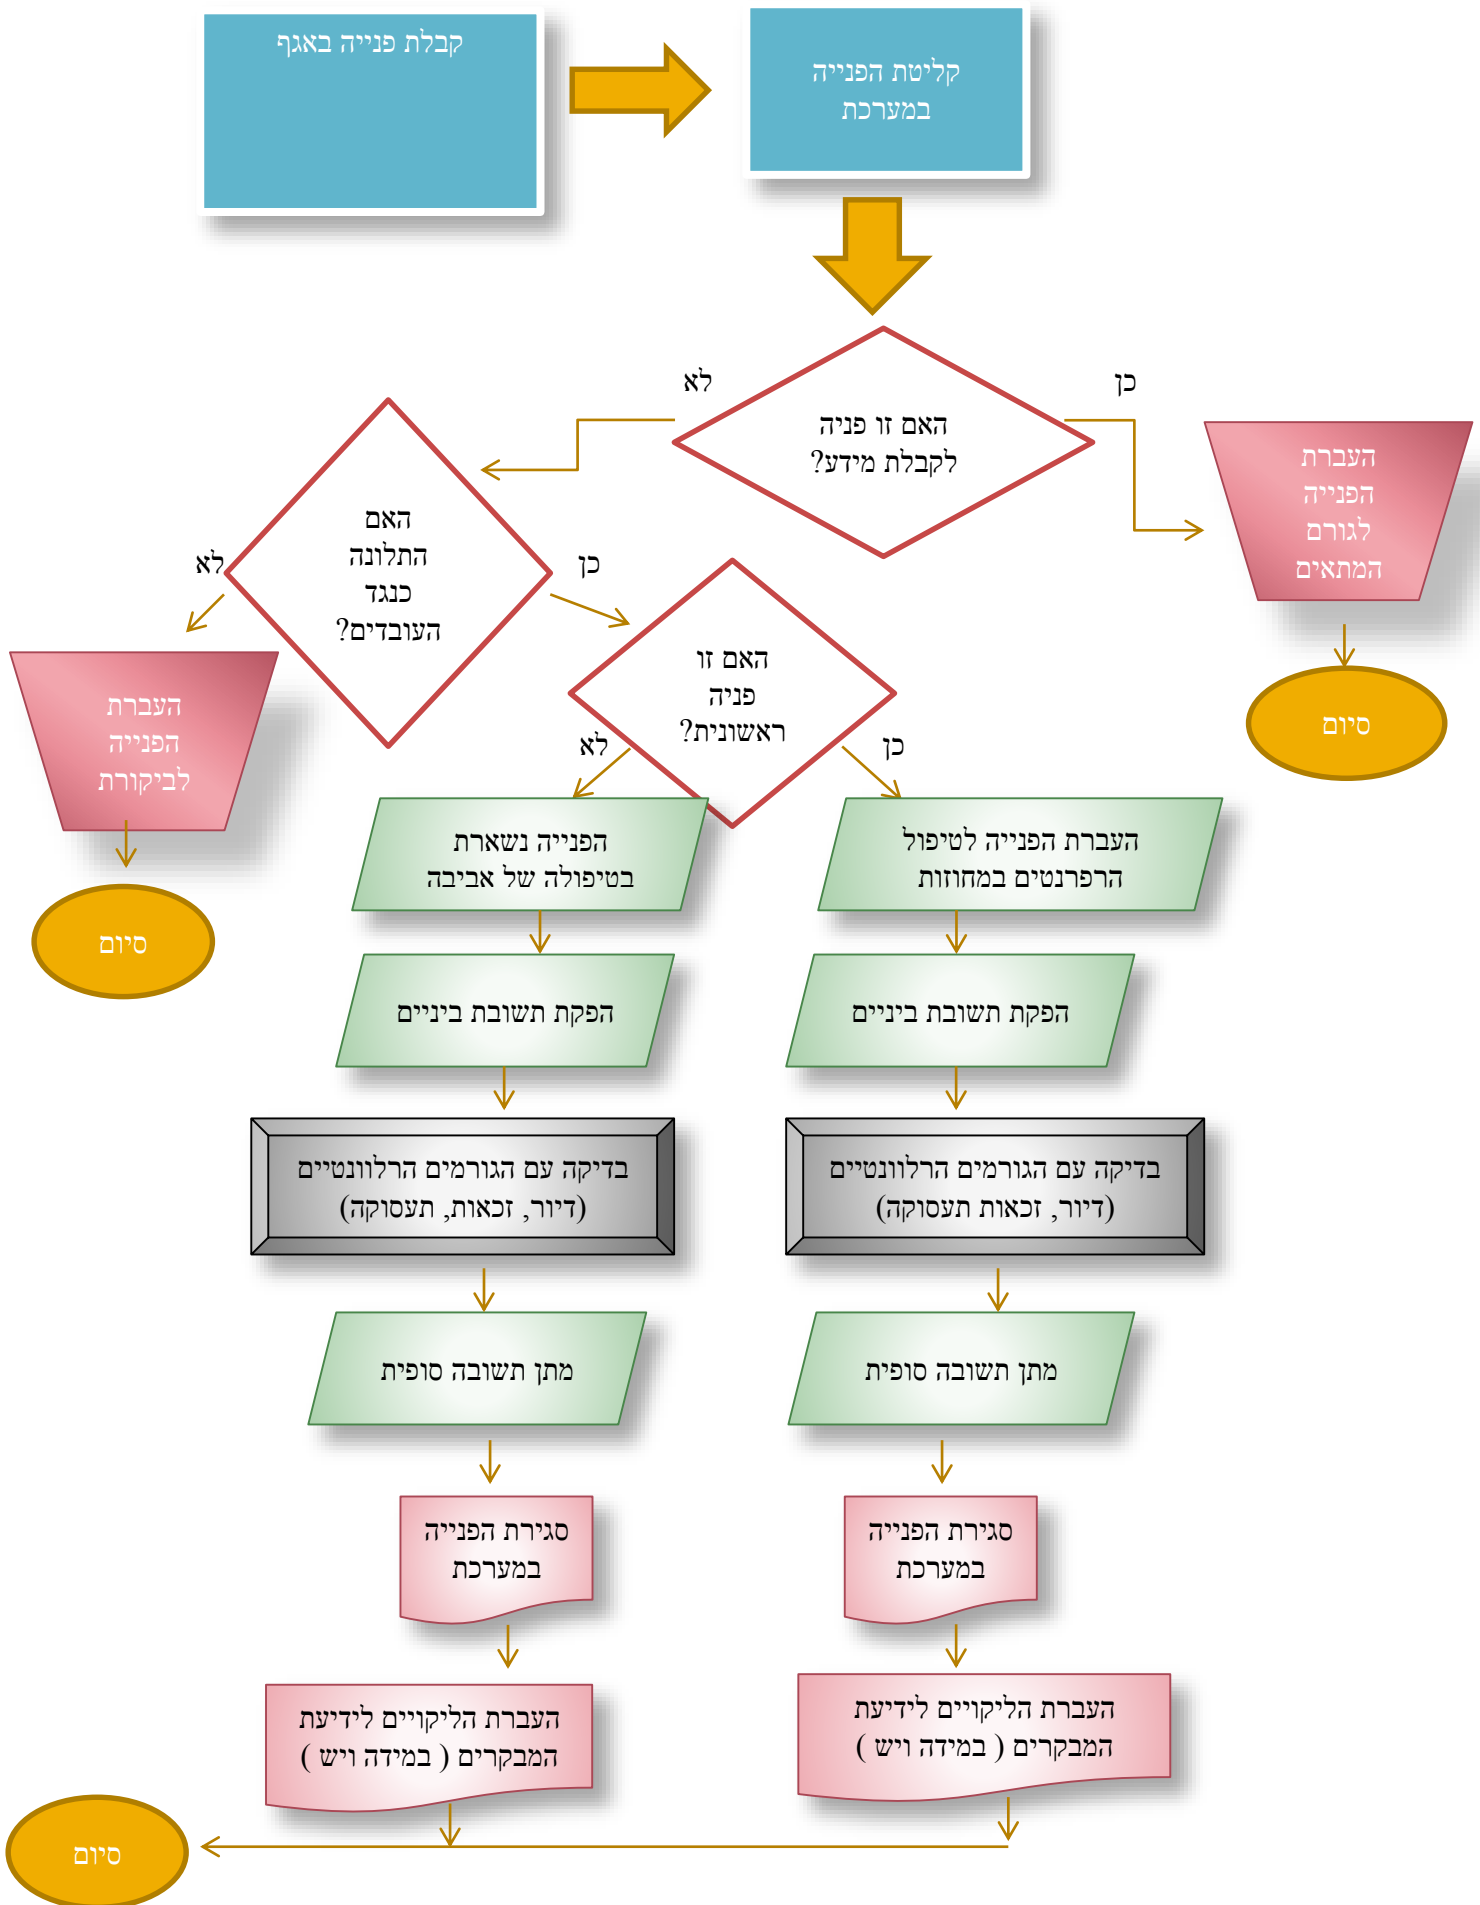 קבלת פנייה באגף
קליטת הפנייה
במערכת
כן
לא
האם זו פניה
לקבלת מידע?
העברת
הפנייה
לגורם
המתאים
סיום
האם
התלונה
כנגד
העובדים?
לא
כן
האם זו
פניה
ראשונית?
לא
כן
העברת
הפנייה
לביקורת
סיום
העברת הפנייה לטיפול
הרפרנטים במחוזות
הפנייה נשארת
בטיפולה של אביבה
הפקת תשובת ביניים
הפקת תשובת ביניים
בדיקה עם הגורמים הרלוונטיים
(דיור, זכאות תעסוקה)
בדיקה עם הגורמים הרלוונטיים
(דיור, זכאות, תעסוקה)
מתן תשובה סופית
מתן תשובה סופית
סגירת הפנייה
במערכת
סגירת הפנייה
במערכת
העברת הליקויים לידיעת
המבקרים ( במידה ויש )
העברת הליקויים לידיעת
המבקרים ( במידה ויש )
סיום